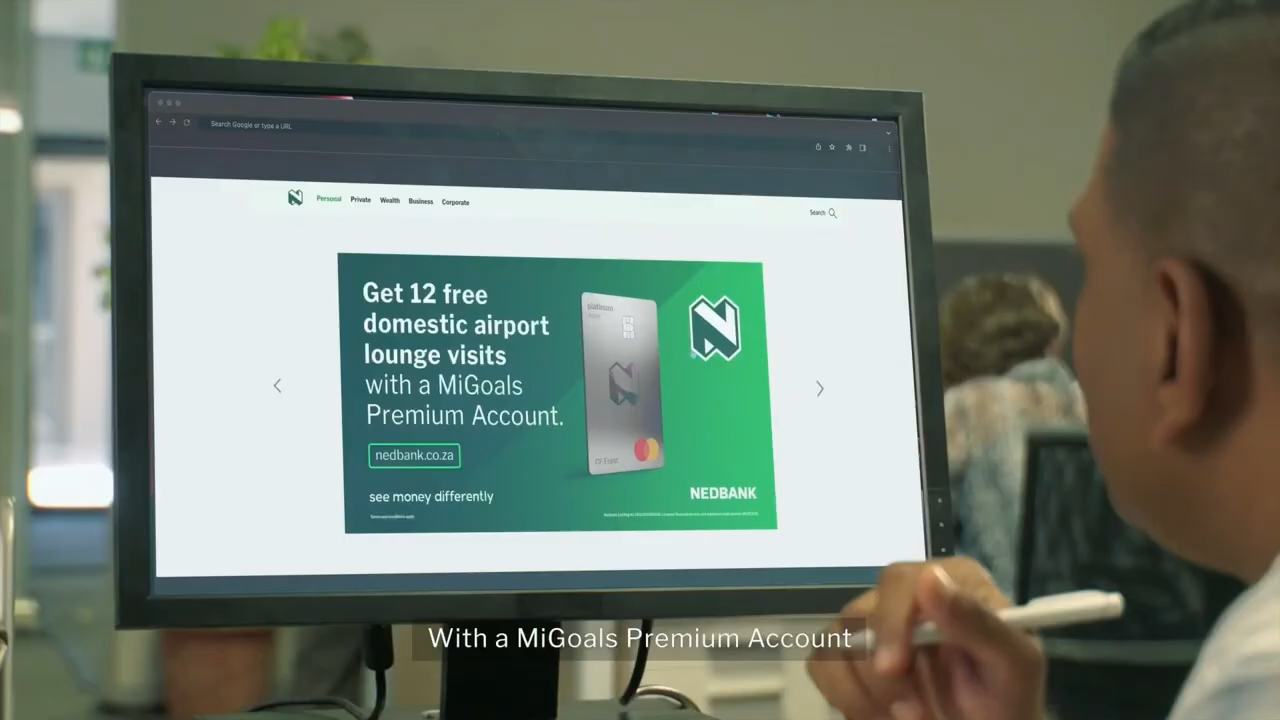 Search Google or type a URL
Personal Private Wealth Business Corporate
Search
Get 12 free
domestic airport
lounge visits
with a MiGoals
Premium Account.
nedbank.co.za
see money differently
platinum
NEDBANK
With a MiGoals Premium Account